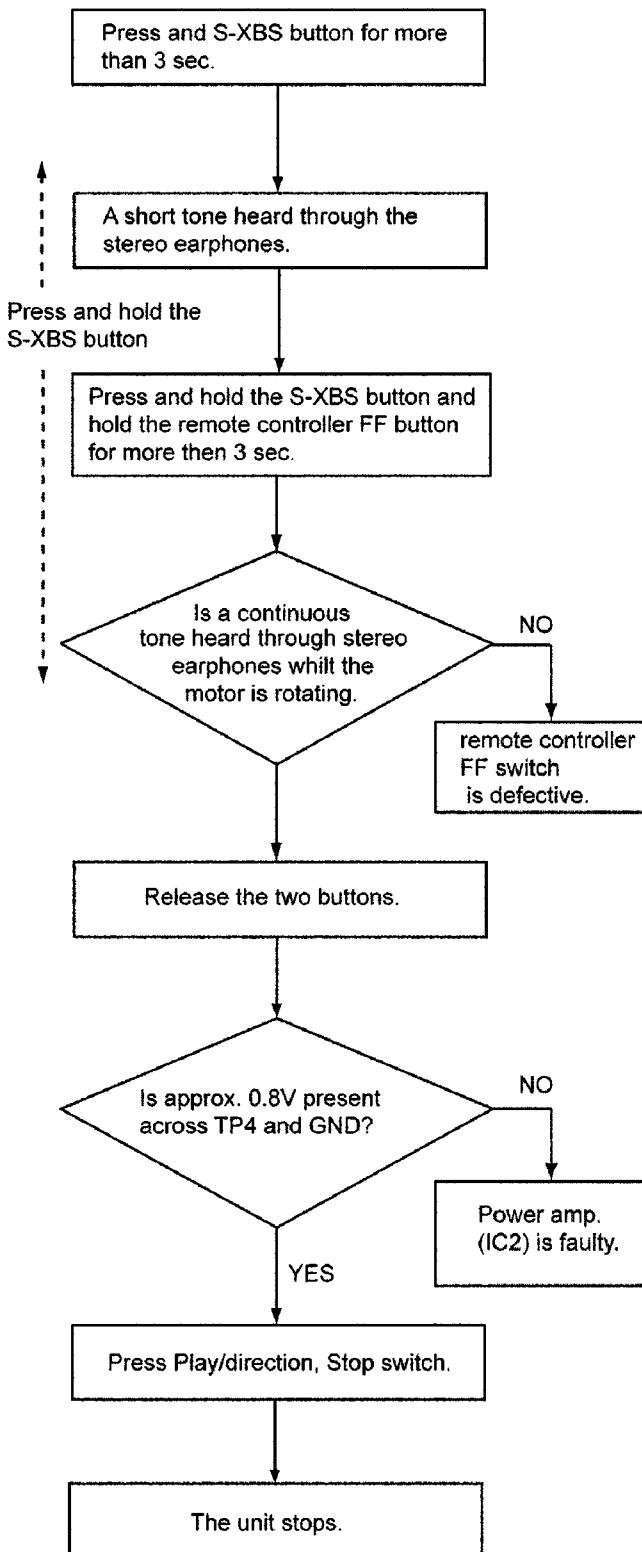 Press and S-XBS button for more
than 3 sec.
A short tone heard through the
stereo earphones.
Press and hold the
S-XBS button
Press and hold the S-XBS button and
hold the remote controller FF button
for more then 3 sec.
Is a continuous
tone heard through stereo
earphones whilt the
motor is rotating.
NO
remote controller
FF switch
is defective.
Release the two buttons.
Is approx. 0.8V present
across TP4 and GND?
NO
Power amp.
(IC2) is faulty.
YES
Press Play/direction, Stop switch.
The unit stops.